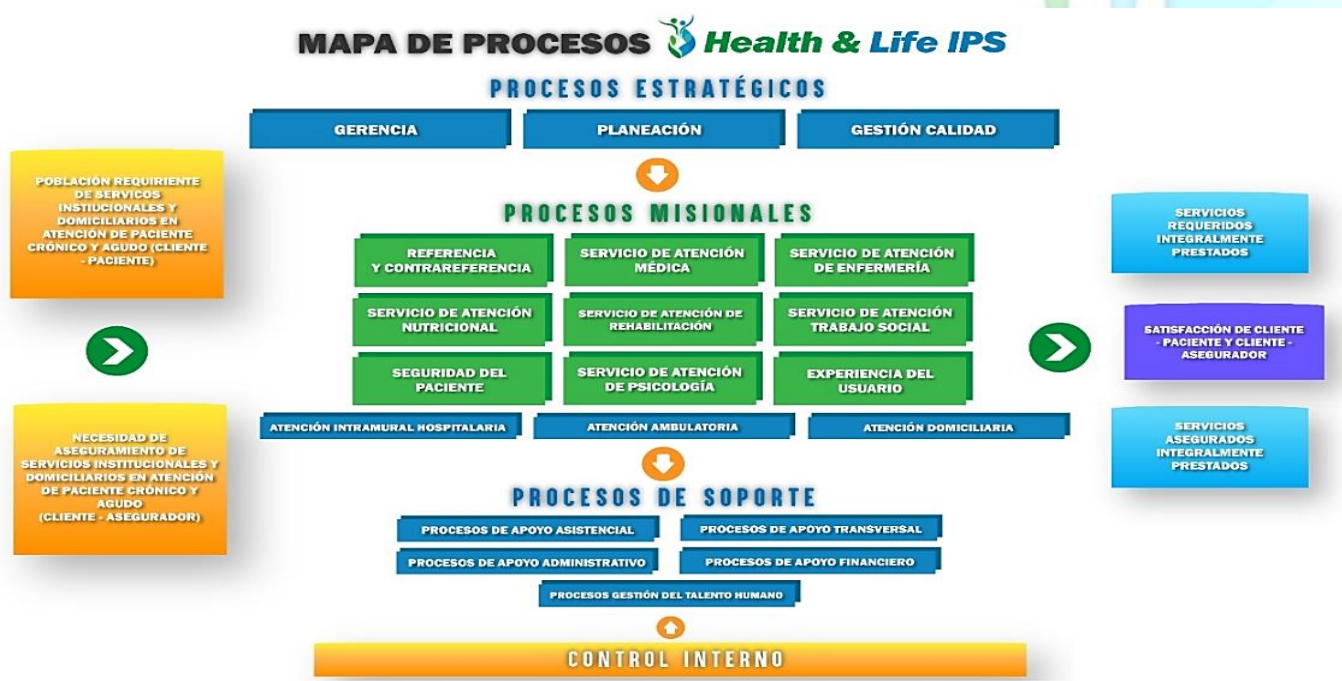 MAPA DE PROCESOS Health & Life IPS
PROCESOS ESTRATÉGICOS
GERENCIA
PLANEACIÓN
GESTIÓN CALIDAD
POBLACIÓN REQUIRIENTE
DE SERVICOS
INSTITUCIONALES Y
DOMICILIARIOS EN
ATENCIÓN DE PACIENTE
CRÓNICO Y AGUDO (CLIENTE
- PACIENTE)
NECESIDAD DE
ASEGURAMIENTO DE
SERVICIOS INSTITUCIONALES Y
DOMICILIARIOS EN ATENCIÓN
DE PACIENTE CRÓNICO Y
AGUDO
(CLIENTE - ASEGURADOR)
PROCESOS MISIONALES
REFERENCIA
Y CONTRAREFERENCIA
SERVICIO DE ATENCIÓN
MÉDICA
SERVICIO DE ATENCIÓN
DE ENFERMERÍA
SERVICIO DE ATENCIÓN
NUTRICIONAL
SERVICIO DE ATENCIÓN DE
REHABILITACIÓN
SERVICIO DE ATENCIÓN
TRABAJO SOCIAL
SEGURIDAD DEL
PACIENTE
SERVICIO DE ATENCIÓN
DE PSICOLOGÍA
EXPERIENCIA DEL
USUARIO
ATENCIÓN INTRAMURAL HOSPITALARIA
ATENCIÓN AMBULATORIA
ATENCIÓN DOMICILIARIA
PROCESOS DE SOPORTE
PROCESOS DE APOYO ASISTENCIAL
PROCESOS DE APOYO TRANSVERSAL
PROCESOS DE APOYO ADMINISTRATIVO
PROCESOS DE APOYO FINANCIERO
PROCESOS GESTIÓN DEL TALENTO HUMANO
CONTROL INTERNO
SERVICIOS
REQUERIDOS
INTEGRALMENTE
PRESTADOS
SATISFACCIÓN DE CLIENTE
- PACIENTE Y CLIENTE -
ASEGURADOR
SERVICIOS
ASEGURADOS
INTEGRALMENTE
PRESTADOS